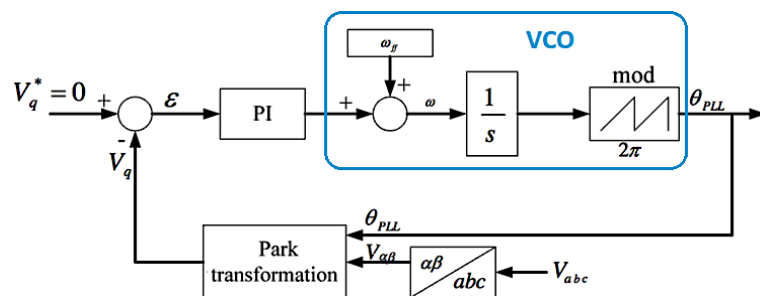 VCO
ω_ff
V_q^* = 0
+
ε
PI
+
+
ω
1
s
mod
2π
θ_PLL
-
V_q
Park
transformation
θ_PLL
V_αβ
αβ
abc
V_abc